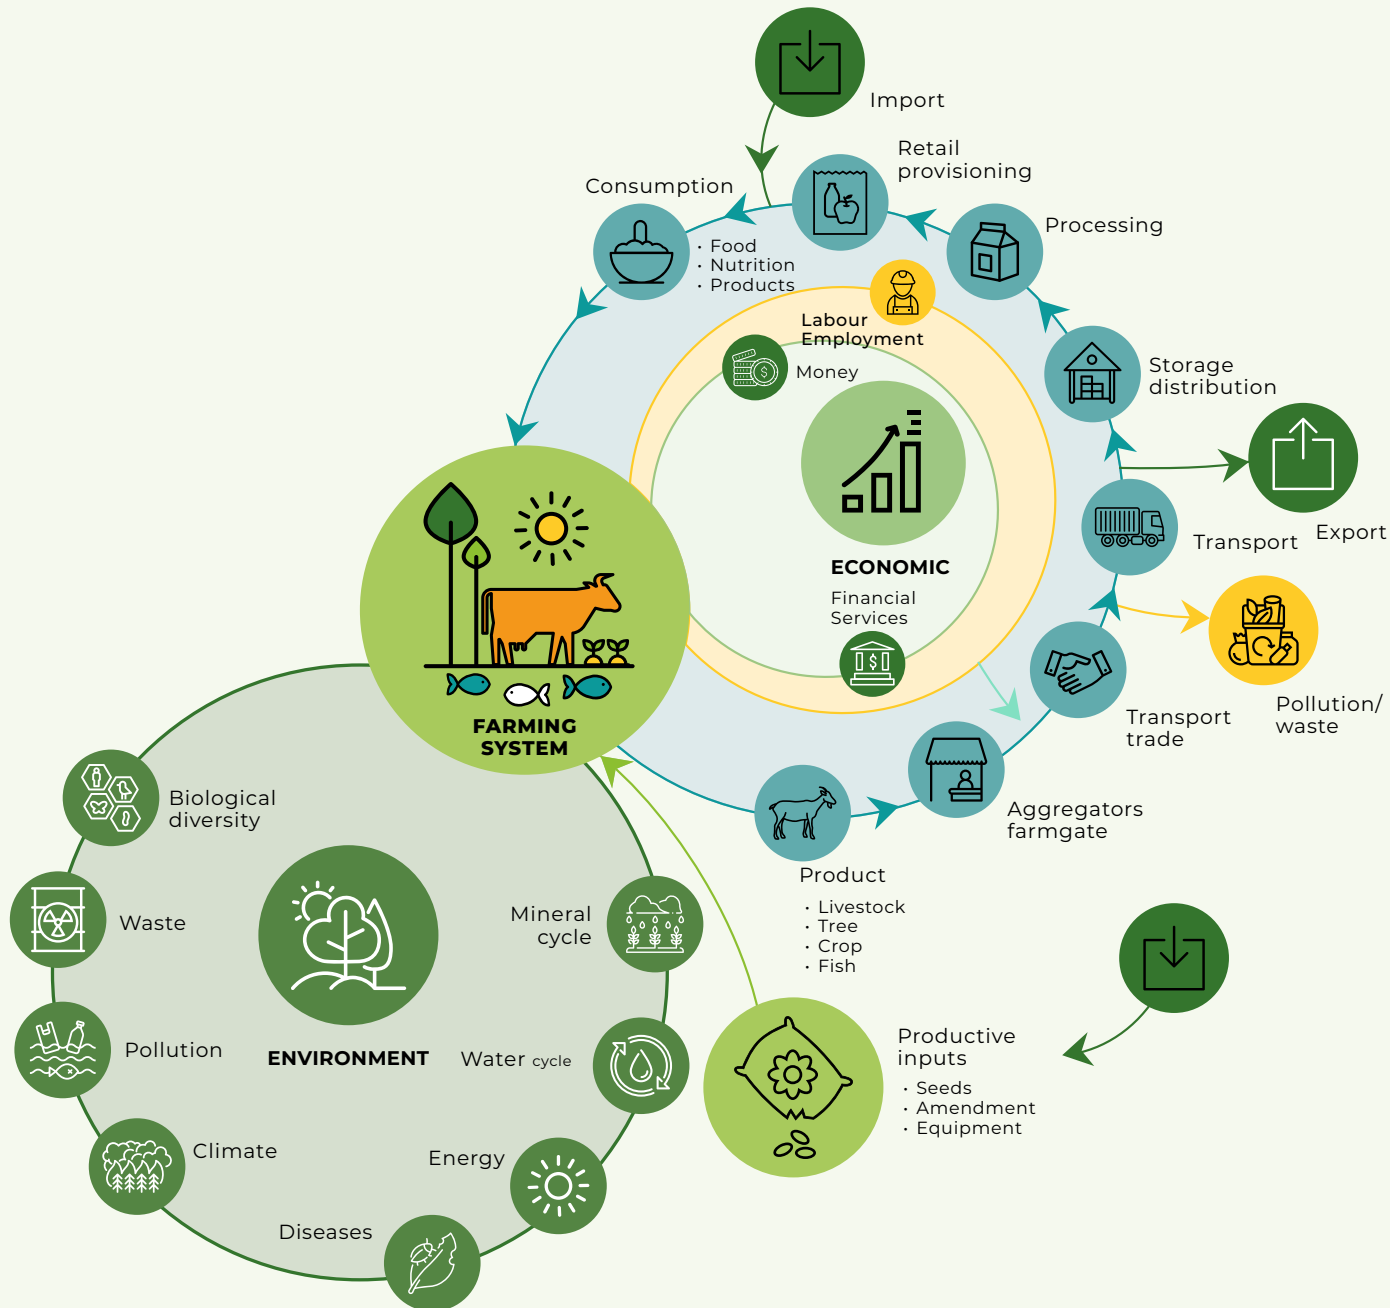 Import
Retail
provisioning
Consumption
• Food
• Nutrition
• Products
Processing
Labour
Employment
Money
Storage
distribution
ECONOMIC
Financial
Services
Transport
Export
Pollution/
waste
Transport
trade
Aggregators
farmgate
Product
• Livestock
• Tree
• Crop
• Fish
FARMING
SYSTEM
Biological
diversity
Waste
Pollution
Climate
Diseases
Energy
Water cycle
Mineral
cycle
ENVIRONMENT
Productive
inputs
• Seeds
• Amendment
• Equipment